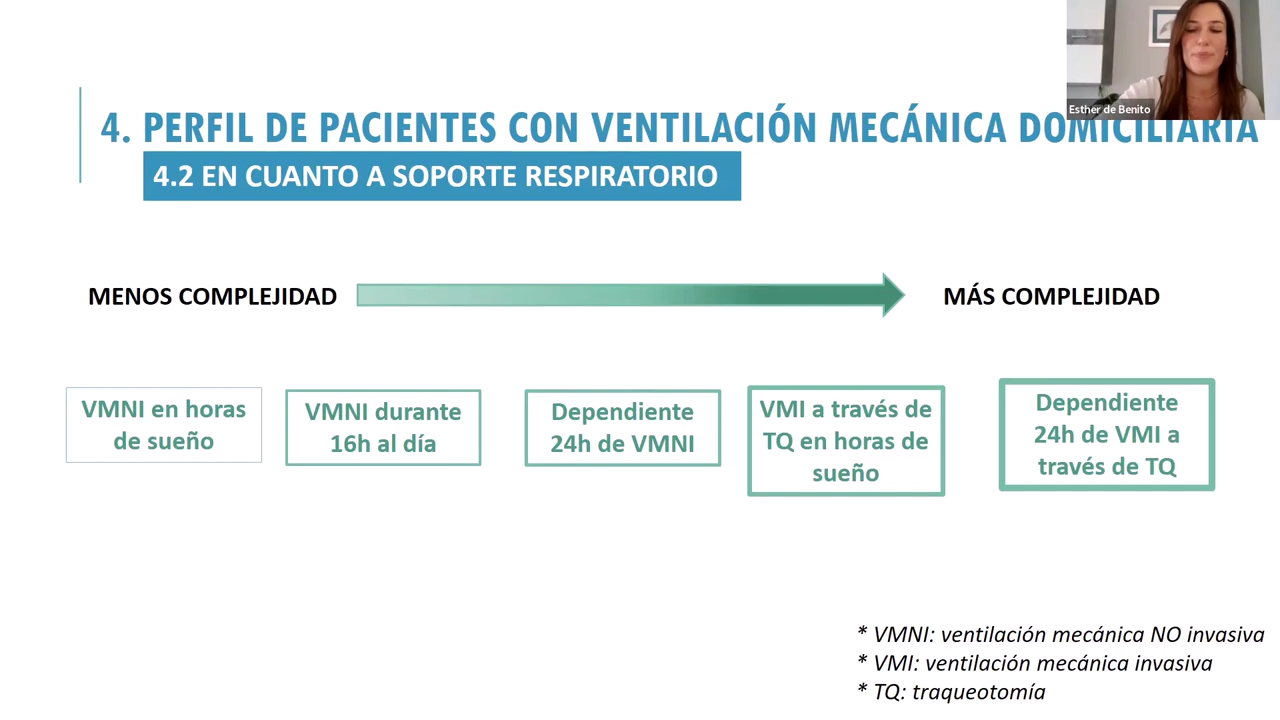 Esther de Benito
4. PERFIL DE PACIENTES CON VENTILACIÓN MECÁNICA DOMICILIARIA
4.2 EN CUANTO A SOPORTE RESPIRATORIO
MENOS COMPLEJIDAD
MÁS COMPLEJIDAD
VMNI en horas
de sueño
VMNI durante
16h al día
Dependiente
24h de VMNI
VMI a través de
TQ en horas de
sueño
Dependiente
24h de VMI a
través de TQ
* VMNI: ventilación mecánica NO invasiva
* VMI: ventilación mecánica invasiva
* TQ: traqueotomía